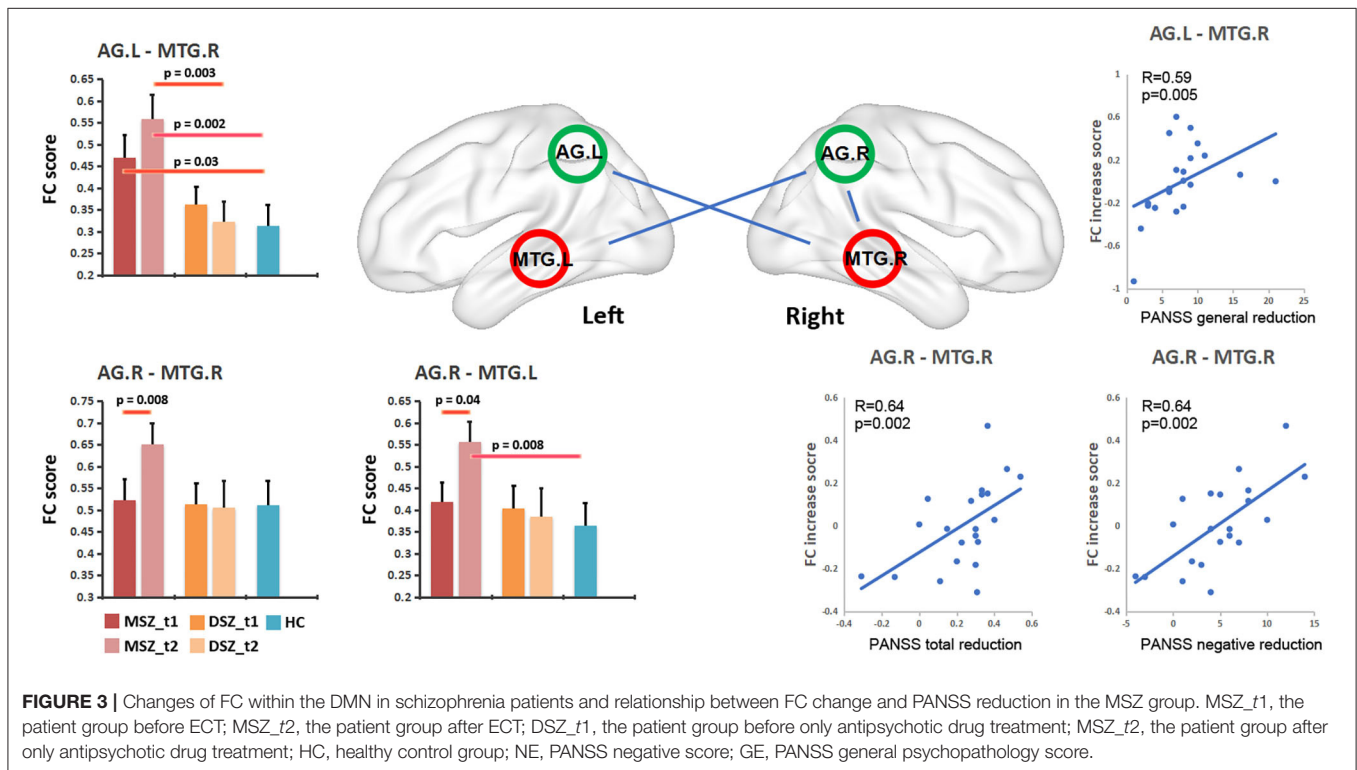 AG.L - MTG.R
FC score
0.65
0.6
0.55
0.5
0.45
0.4
0.35
0.3
0.25
0.2
p = 0.003
p = 0.002
p = 0.03
AG.L
MTG.L
Left
AG.R
MTG.R
Right
AG.L - MTG.R
R=0.59
p=0.005
FC increase socre
1
0.6
0.2
-0.2
-0.6
-1
0 5 10 15 20 25
PANSS general reduction
AG.R - MTG.R
FC score
0.75
0.7
0.65
0.6
0.55
0.5
0.45
0.4
0.35
0.3
p = 0.008
MSZ_t1 DSZ_t1 HC
MSZ_t2 DSZ_t2
AG.R - MTG.L
FC score
0.65
0.6
0.55
0.5
0.45
0.4
0.35
0.3
0.25
0.2
p = 0.04
p = 0.008
AG.R - MTG.R
R=0.64
p=0.002
FC increase socre
0.6
0.4
0.2
0
-0.2
-0.4
-0.4 -0.2 0 0.2 0.4 0.6
PANSS total reduction
AG.R - MTG.R
R=0.64
p=0.002
FC increase socre
0.6
0.4
0.2
0
-0.2
-0.4
-5 0 5 10 15
PANSS negative reduction
FIGURE 3 | Changes of FC within the DMN in schizophrenia patients and relationship between FC change and PANSS reduction in the MSZ group. MSZ_t1, the
patient group before ECT; MSZ_t2, the patient group after ECT; DSZ_t1, the patient group before only antipsychotic drug treatment; MSZ_t2, the patient group after
only antipsychotic drug treatment; HC, healthy control group; NE, PANSS negative score; GE, PANSS general psychopathology score.